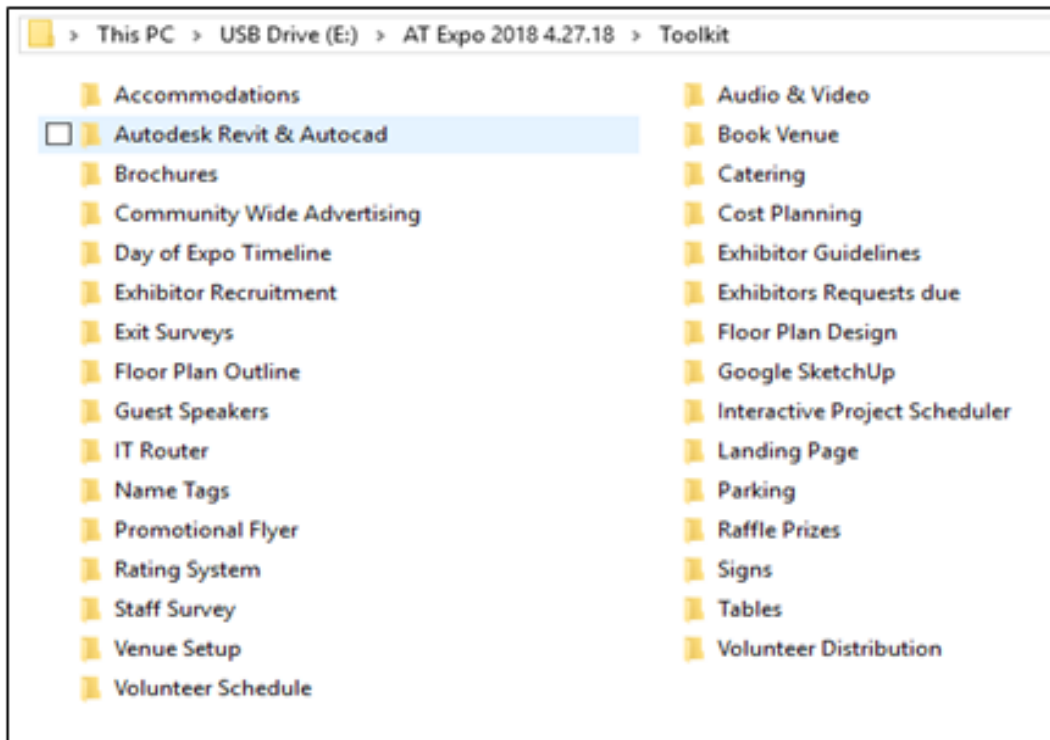 This PC > USB Drive (E:) > AT Expo 2018 4.27.18 > Toolkit
Accommodations
Audio & Video
Autodesk Revit & Autocad
Book Venue
Brochures
Catering
Community Wide Advertising
Cost Planning
Day of Expo Timeline
Exhibitor Guidelines
Exhibitor Recruitment
Exhibitors Requests due
Exit Surveys
Floor Plan Design
Floor Plan Outline
Google SketchUp
Guest Speakers
Interactive Project Scheduler
IT Router
Landing Page
Name Tags
Parking
Promotional Flyer
Raffle Prizes
Rating System
Signs
Staff Survey
Tables
Venue Setup
Volunteer Distribution
Volunteer Schedule